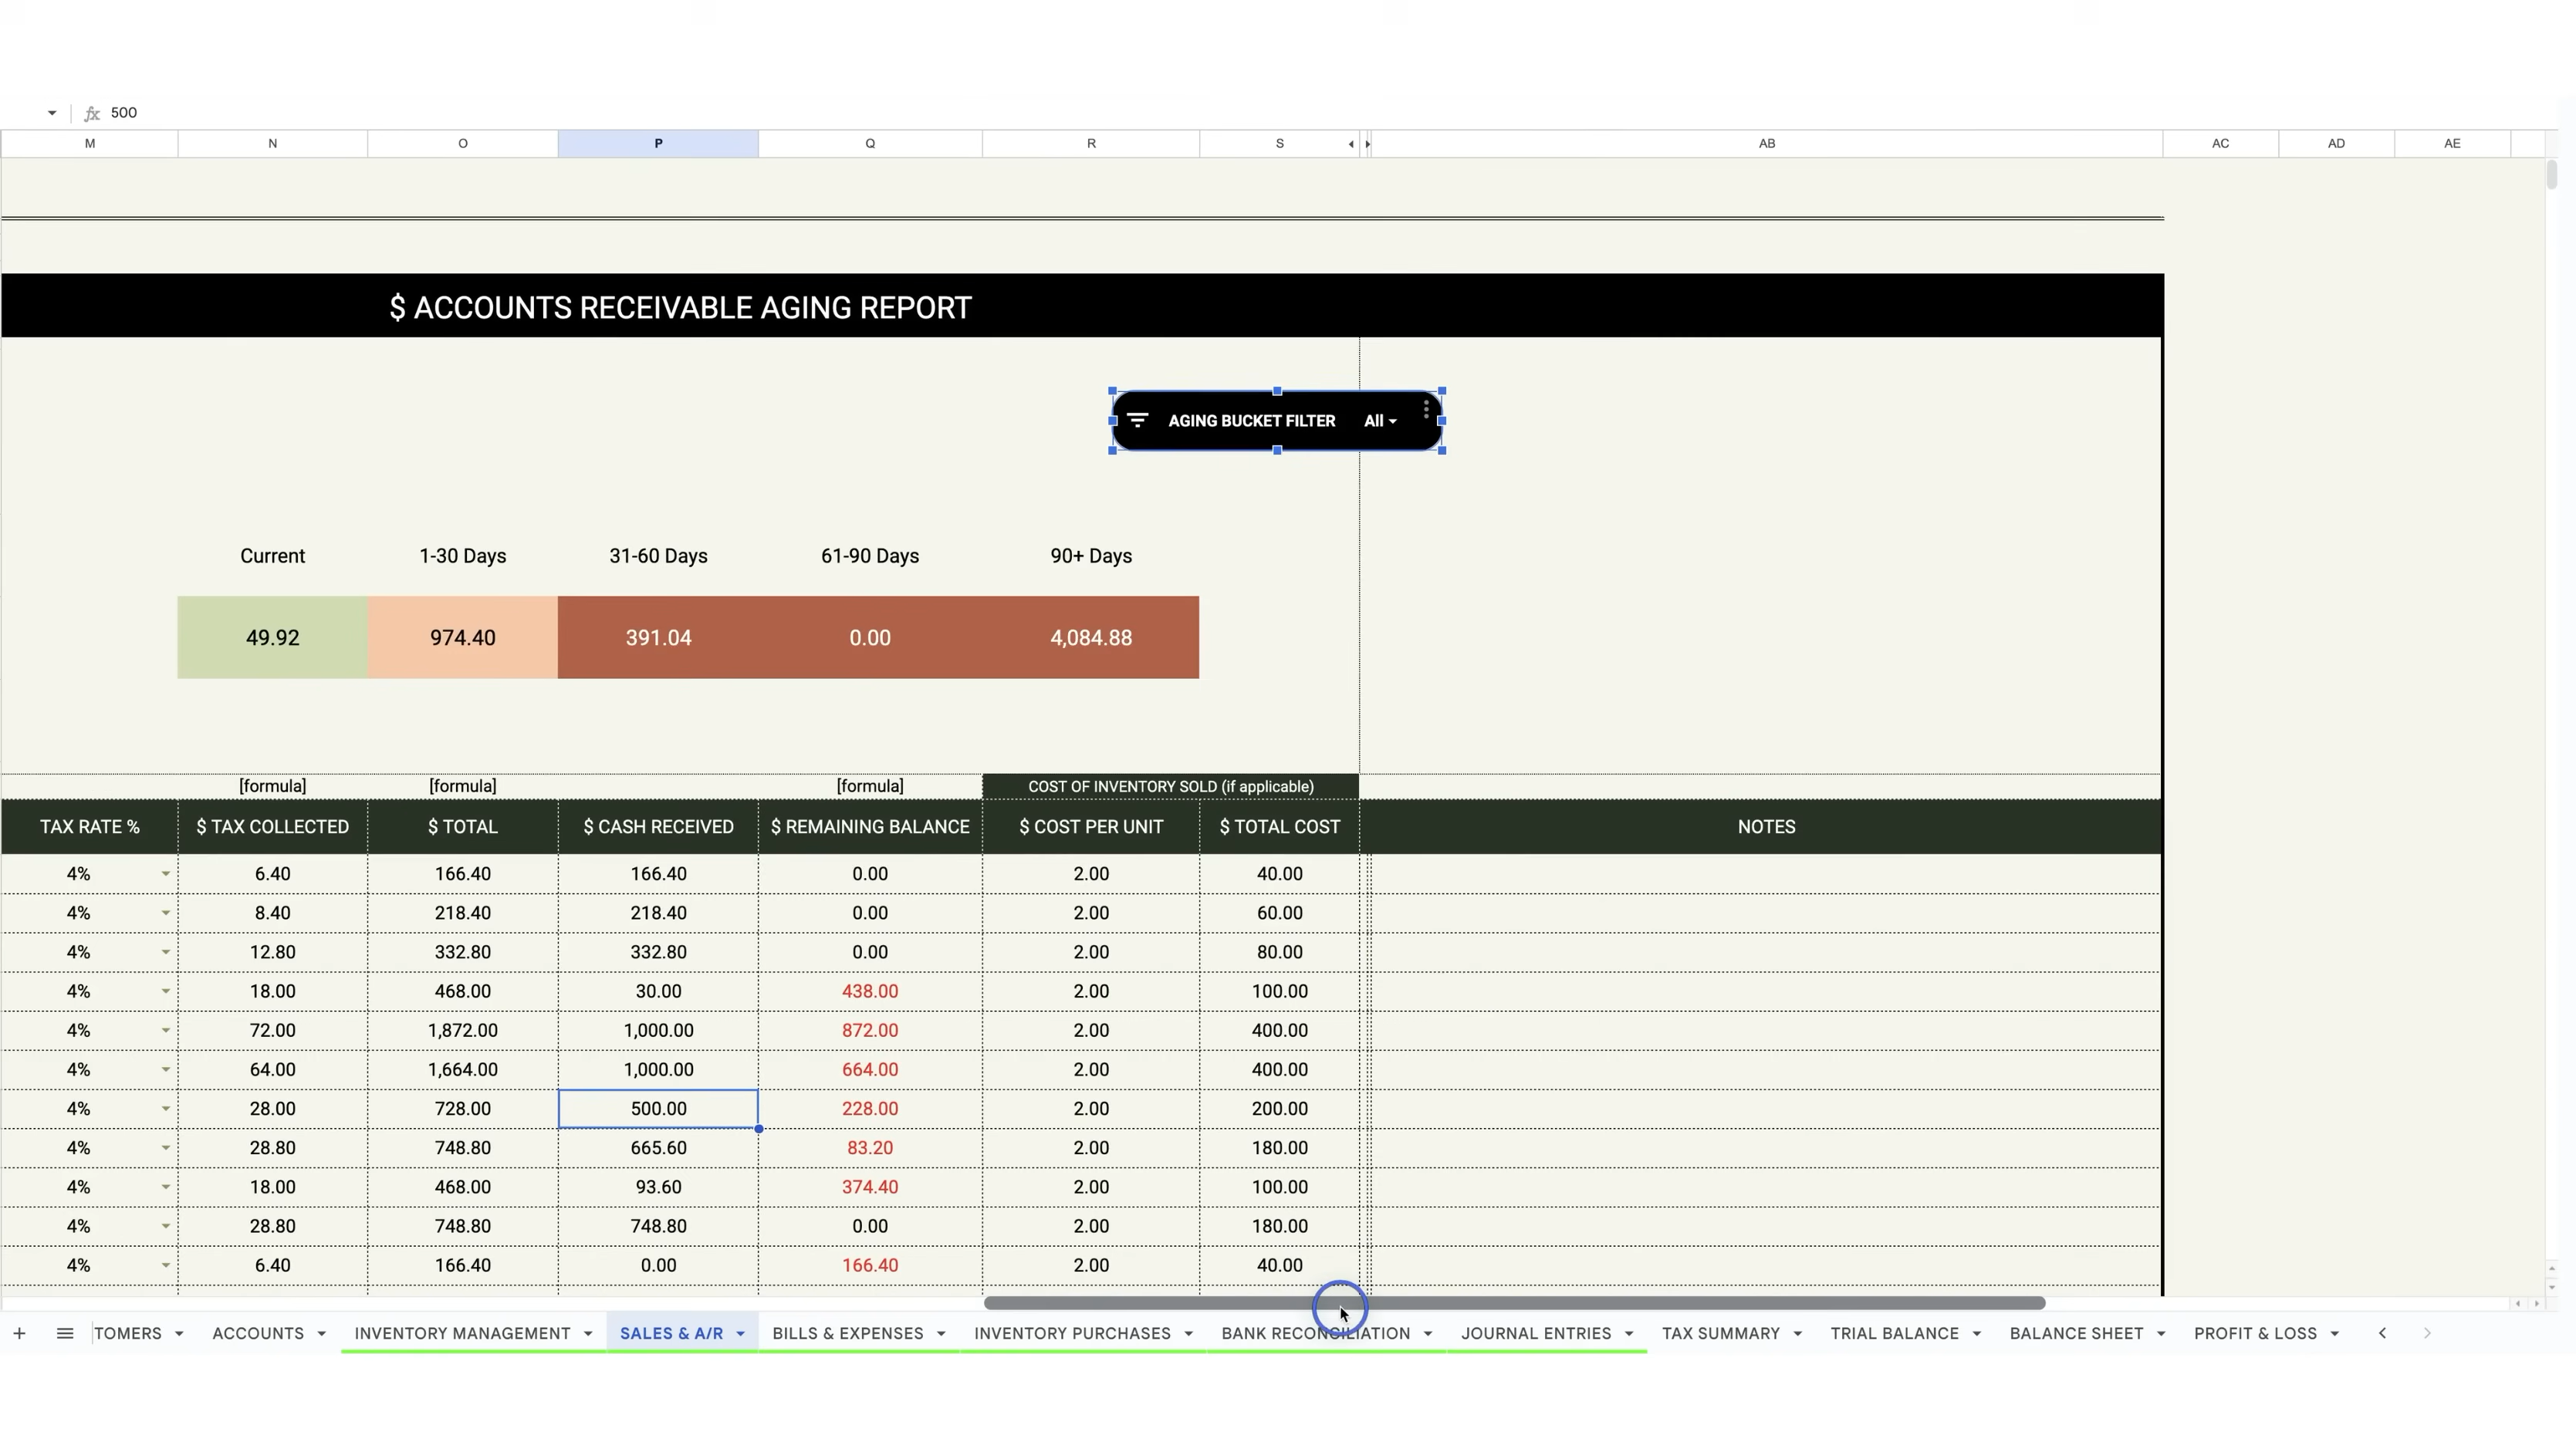 fx 500
M N O P Q R S AB AC AD AE
$ ACCOUNTS RECEIVABLE AGING REPORT
AGING BUCKET FILTER All
Current 1-30 Days 31-60 Days 61-90 Days 90+ Days
49.92 974.40 391.04 0.00 4,084.88
[formula] [formula] [formula] COST OF INVENTORY SOLD (if applicable)
TAX RATE % $ TAX COLLECTED $ TOTAL $ CASH RECEIVED $ REMAINING BALANCE $ COST PER UNIT $ TOTAL COST NOTES
4% 6.40 166.40 166.40 0.00 2.00 40.00
4% 8.40 218.40 218.40 0.00 2.00 60.00
4% 12.80 332.80 332.80 0.00 2.00 80.00
4% 18.00 468.00 30.00 438.00 2.00 100.00
4% 72.00 1,872.00 1,000.00 872.00 2.00 400.00
4% 64.00 1,664.00 1,000.00 664.00 2.00 400.00
4% 28.00 728.00 500.00 228.00 2.00 200.00
4% 28.80 748.80 665.60 83.20 2.00 180.00
4% 18.00 468.00 93.60 374.40 2.00 100.00
4% 28.80 748.80 748.80 0.00 2.00 180.00
4% 6.40 166.40 0.00 166.40 2.00 40.00
TOMERS ACCOUNTS INVENTORY MANAGEMENT SALES & A/R BILLS & EXPENSES INVENTORY PURCHASES BANK RECONCILIATION JOURNAL ENTRIES TAX SUMMARY TRIAL BALANCE BALANCE SHEET PROFIT & LOSS